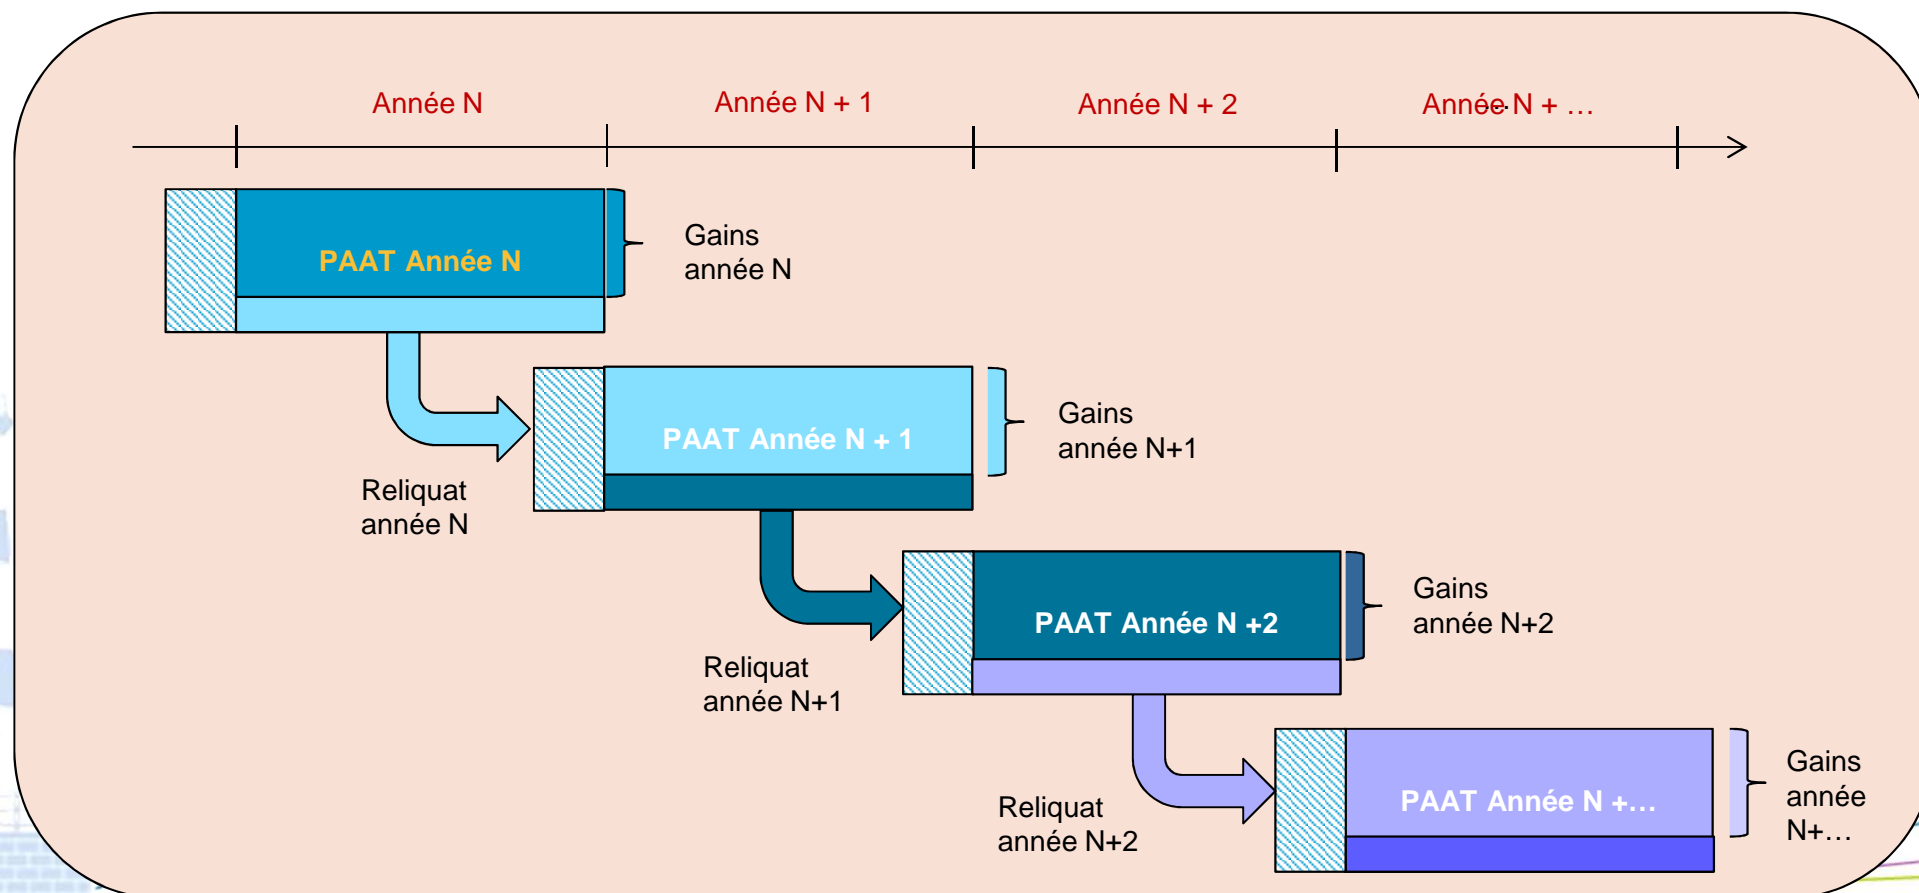 Année N
Année N + 1
Année N + 2
Année N + …
…
PAAT Année N
Gains
année N
PAAT Année N + 1
Gains
année N+1
Reliquat
année N
PAAT Année N +2
Gains
année N+2
Reliquat
année N+1
PAAT Année N +…
Gains
année
N+…
Reliquat
année N+2